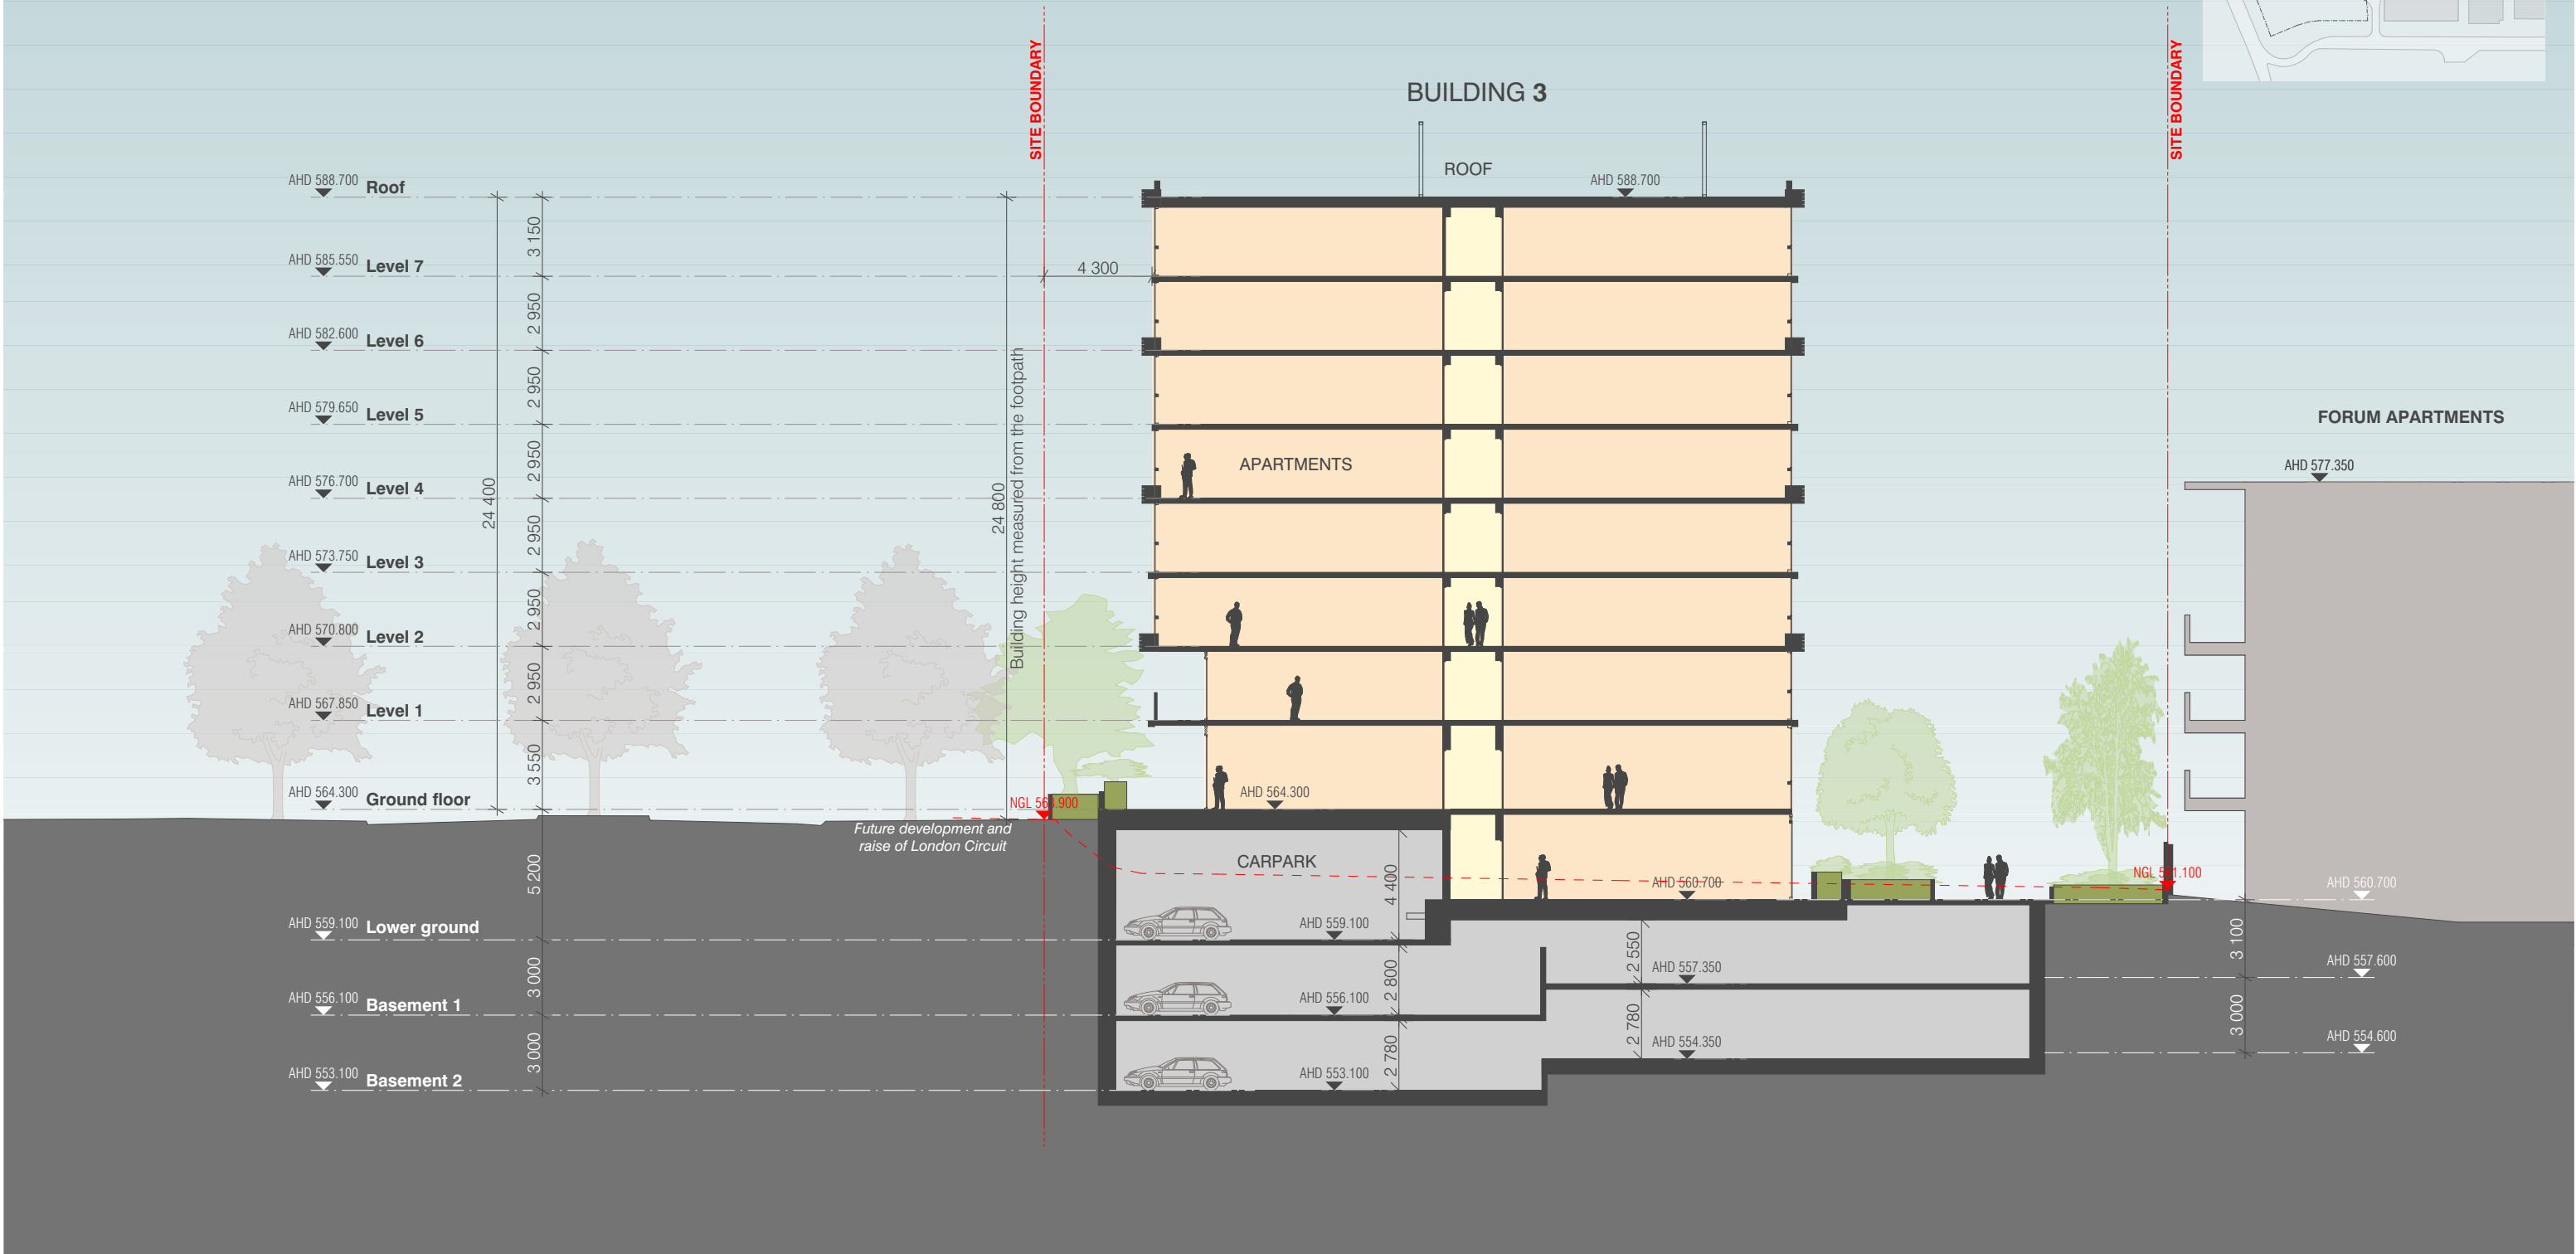 BUILDING 3
SITE BOUNDARY
SITE BOUNDARY
ROOF
AHD 588.700
AHD 588.700 Roof
3 150
AHD 585.550 Level 7
4 300
2 950
AHD 582.600 Level 6
2 950
AHD 579.650 Level 5
2 950
AHD 576.700 Level 4
2 950
AHD 573.750 Level 3
2 950
AHD 570.800 Level 2
2 950
AHD 567.850 Level 1
3 550
AHD 564.300 Ground floor
24 400
24 800
Building height measured from the footpath
APARTMENTS
FORUM APARTMENTS
AHD 577.350
NGL 563.900
AHD 564.300
Future development and
raise of London Circuit
5 200
CARPARK
4 400
AHD 560.700
NGL 561.100
AHD 560.700
AHD 559.100 Lower ground
AHD 559.100
3 000
2 800
2 550
AHD 557.350
3 100
AHD 557.600
AHD 556.100 Basement 1
AHD 556.100
3 000
2 780
2 780
AHD 554.350
3 000
AHD 554.600
AHD 553.100 Basement 2
AHD 553.100